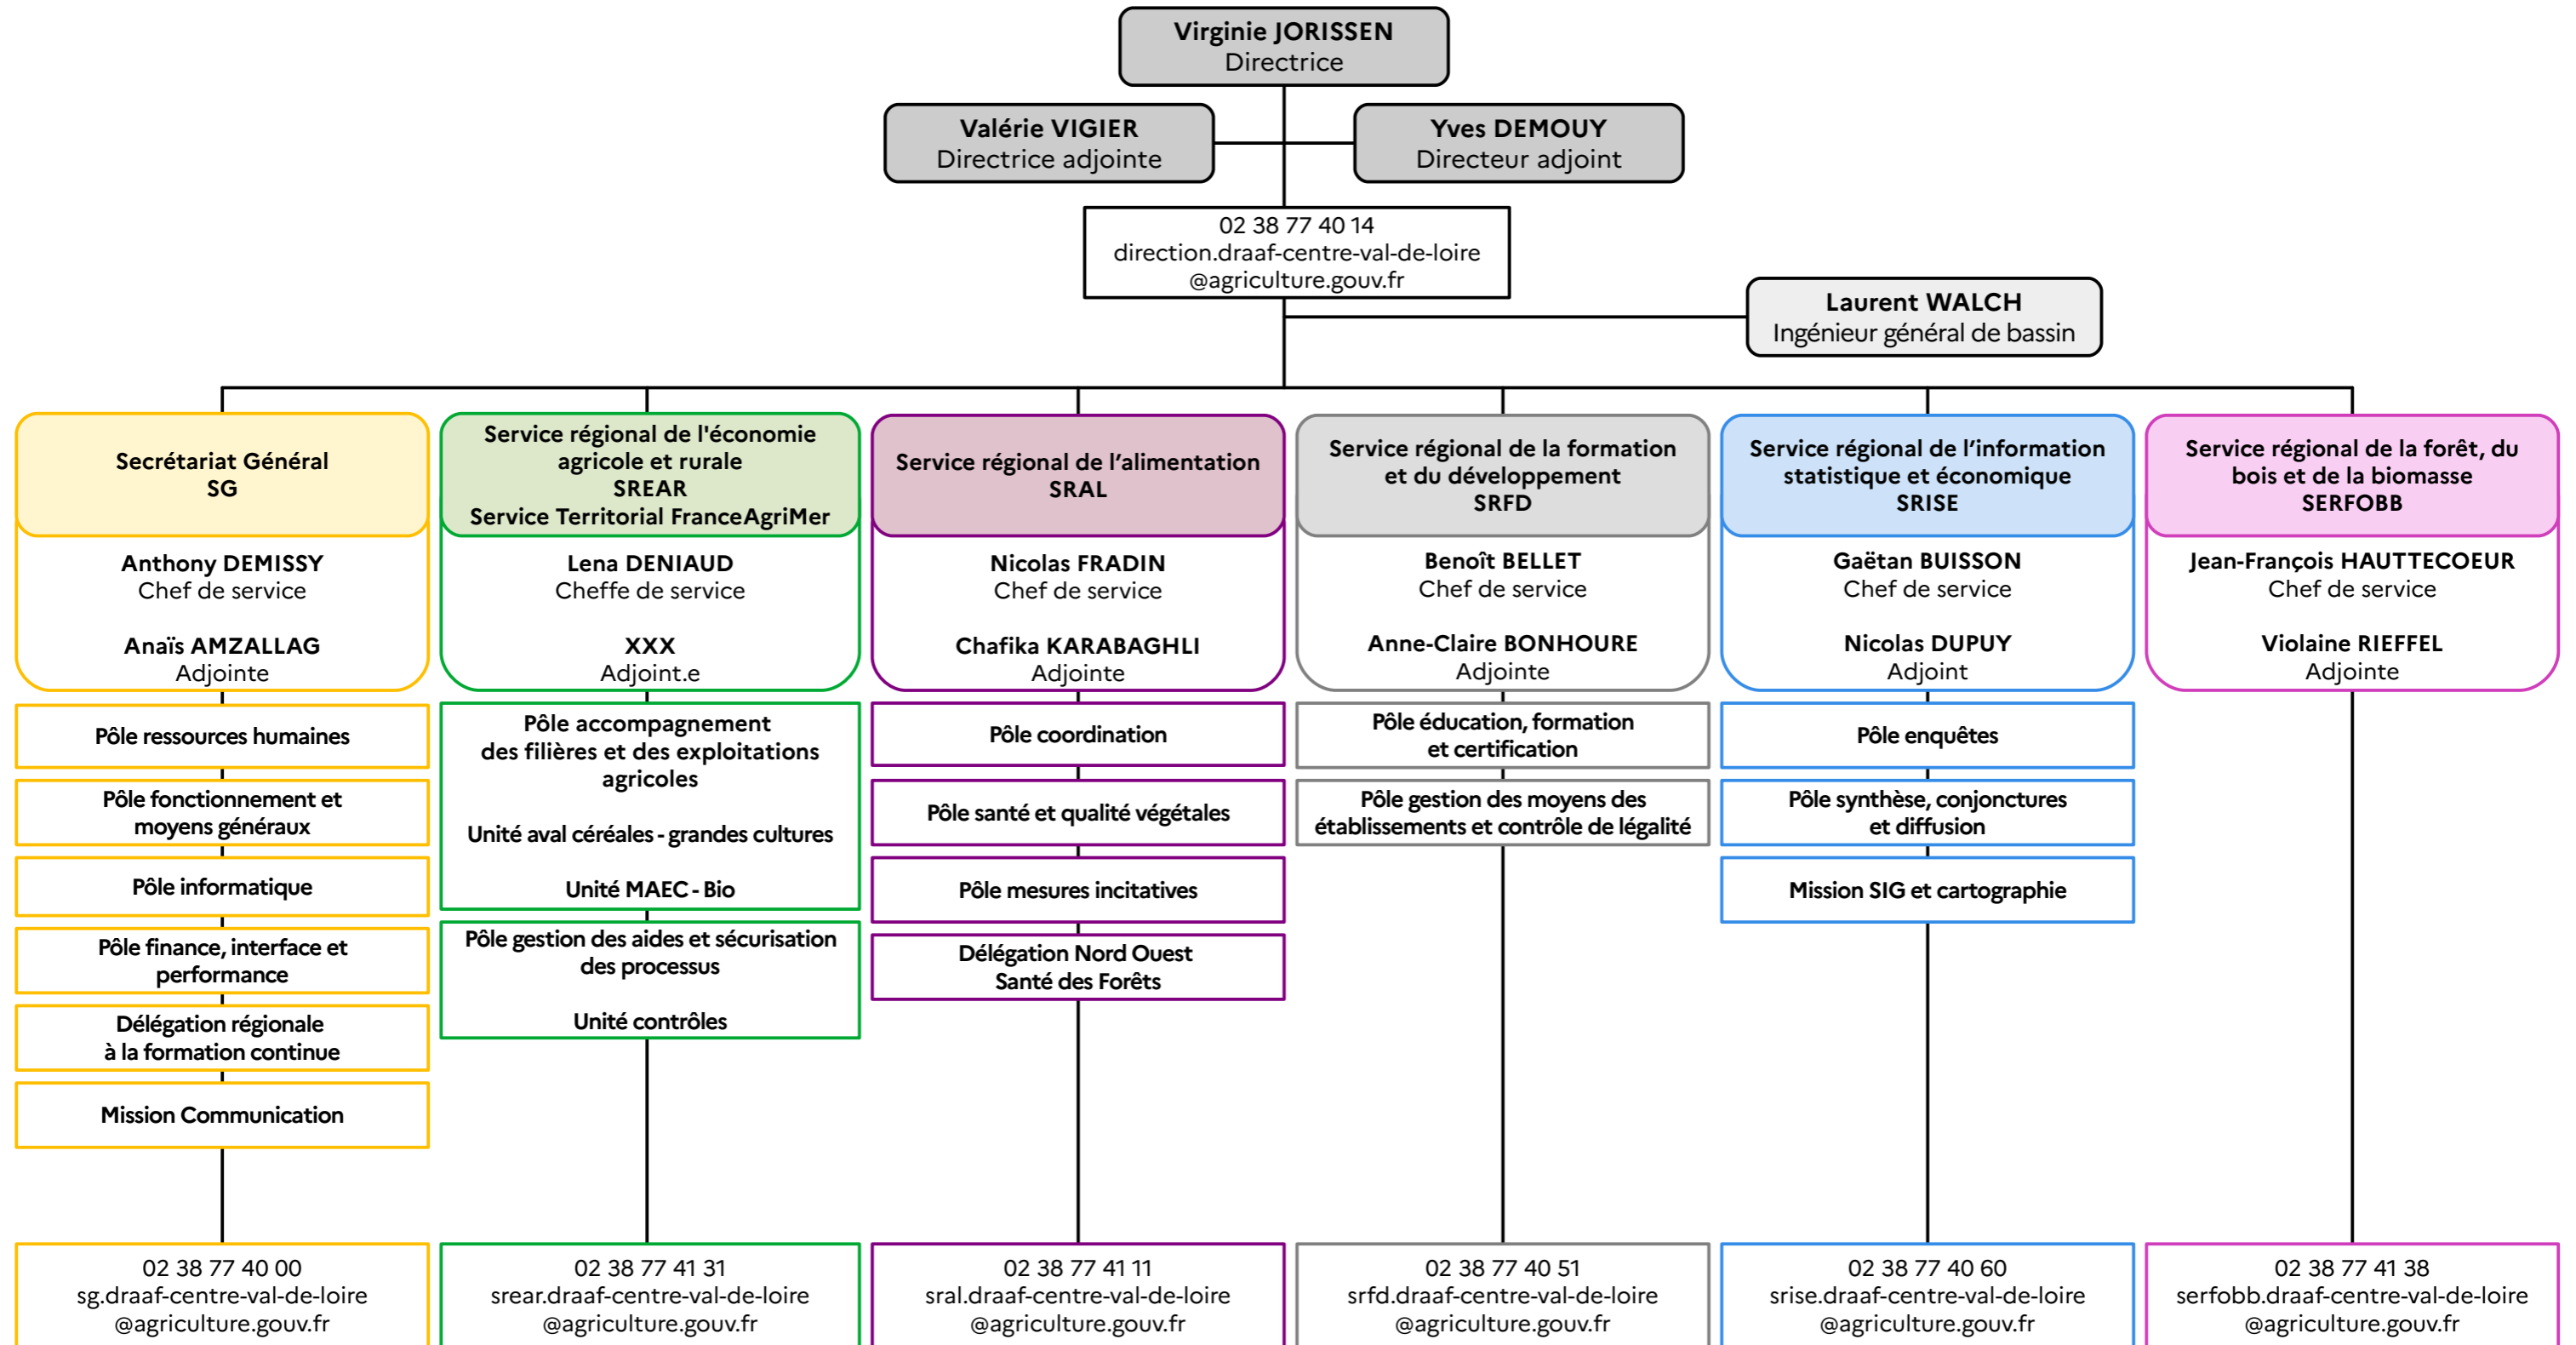 Virginie JORISSEN
Directrice
Valérie VIGIER
Directrice adjointe
Yves DEMOUY
Directeur adjoint
02 38 77 40 14
direction.draaf-centre-val-de-loire
@agriculture.gouv.fr
Laurent WALCH
Ingénieur général de bassin
Secrétariat Général
SG
Anthony DEMISSY
Chef de service
Anaïs AMZALLAG
Adjointe
Pôle ressources humaines
Pôle fonctionnement et
moyens généraux
Pôle informatique
Pôle finance, interface et
performance
Délégation régionale
à la formation continue
Mission Communication
02 38 77 40 00
sg.draaf-centre-val-de-loire
@agriculture.gouv.fr
Service régional de l'économie
agricole et rurale
SREAR
Service Territorial FranceAgriMer
Lena DENIAUD
Cheffe de service
XXX
Adjoint.e
Pôle accompagnement
des filières et des exploitations
agricoles
Unité aval céréales - grandes cultures
Unité MAEC - Bio
Pôle gestion des aides et sécurisation
des processus
Unité contrôles
02 38 77 41 31
srear.draaf-centre-val-de-loire
@agriculture.gouv.fr
Service régional de l’alimentation
SRAL
Nicolas FRADIN
Chef de service
Chafika KARABAGHLI
Adjointe
Pôle coordination
Pôle santé et qualité végétales
Pôle mesures incitatives
Délégation Nord Ouest
Santé des Forêts
02 38 77 41 11
sral.draaf-centre-val-de-loire
@agriculture.gouv.fr
Service régional de la formation
et du développement
SRFD
Benoît BELLET
Chef de service
Anne-Claire BONHOURE
Adjointe
Pôle éducation, formation
et certification
Pôle gestion des moyens des
établissements et contrôle de légalité
02 38 77 40 51
srfd.draaf-centre-val-de-loire
@agriculture.gouv.fr
Service régional de l’information
statistique et économique
SRISE
Gaëtan BUISSON
Chef de service
Nicolas DUPUY
Adjoint
Pôle enquêtes
Pôle synthèse, conjonctures
et diffusion
Mission SIG et cartographie
02 38 77 40 60
srise.draaf-centre-val-de-loire
@agriculture.gouv.fr
Service régional de la forêt, du
bois et de la biomasse
SERFOBB
Jean-François HAUTTECOEUR
Chef de service
Violaine RIEFFEL
Adjointe
02 38 77 41 38
serfobb.draaf-centre-val-de-loire
@agriculture.gouv.fr